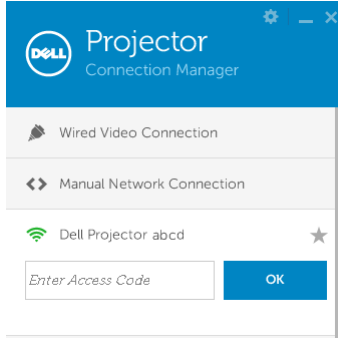 DELL
Projector
Connection Manager
Wired Video Connection
Manual Network Connection
Dell Projector abcd
Enter Access Code
OK